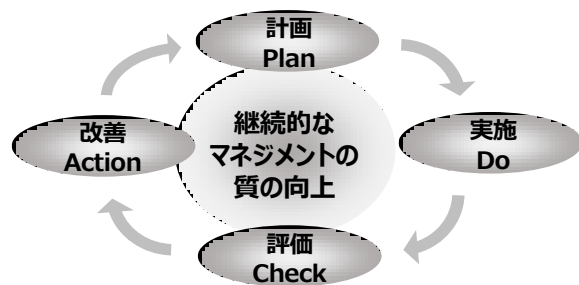 計画
Plan
実施
Do
評価
Check
改善
Action
継続的な
マネジメントの
質の向上